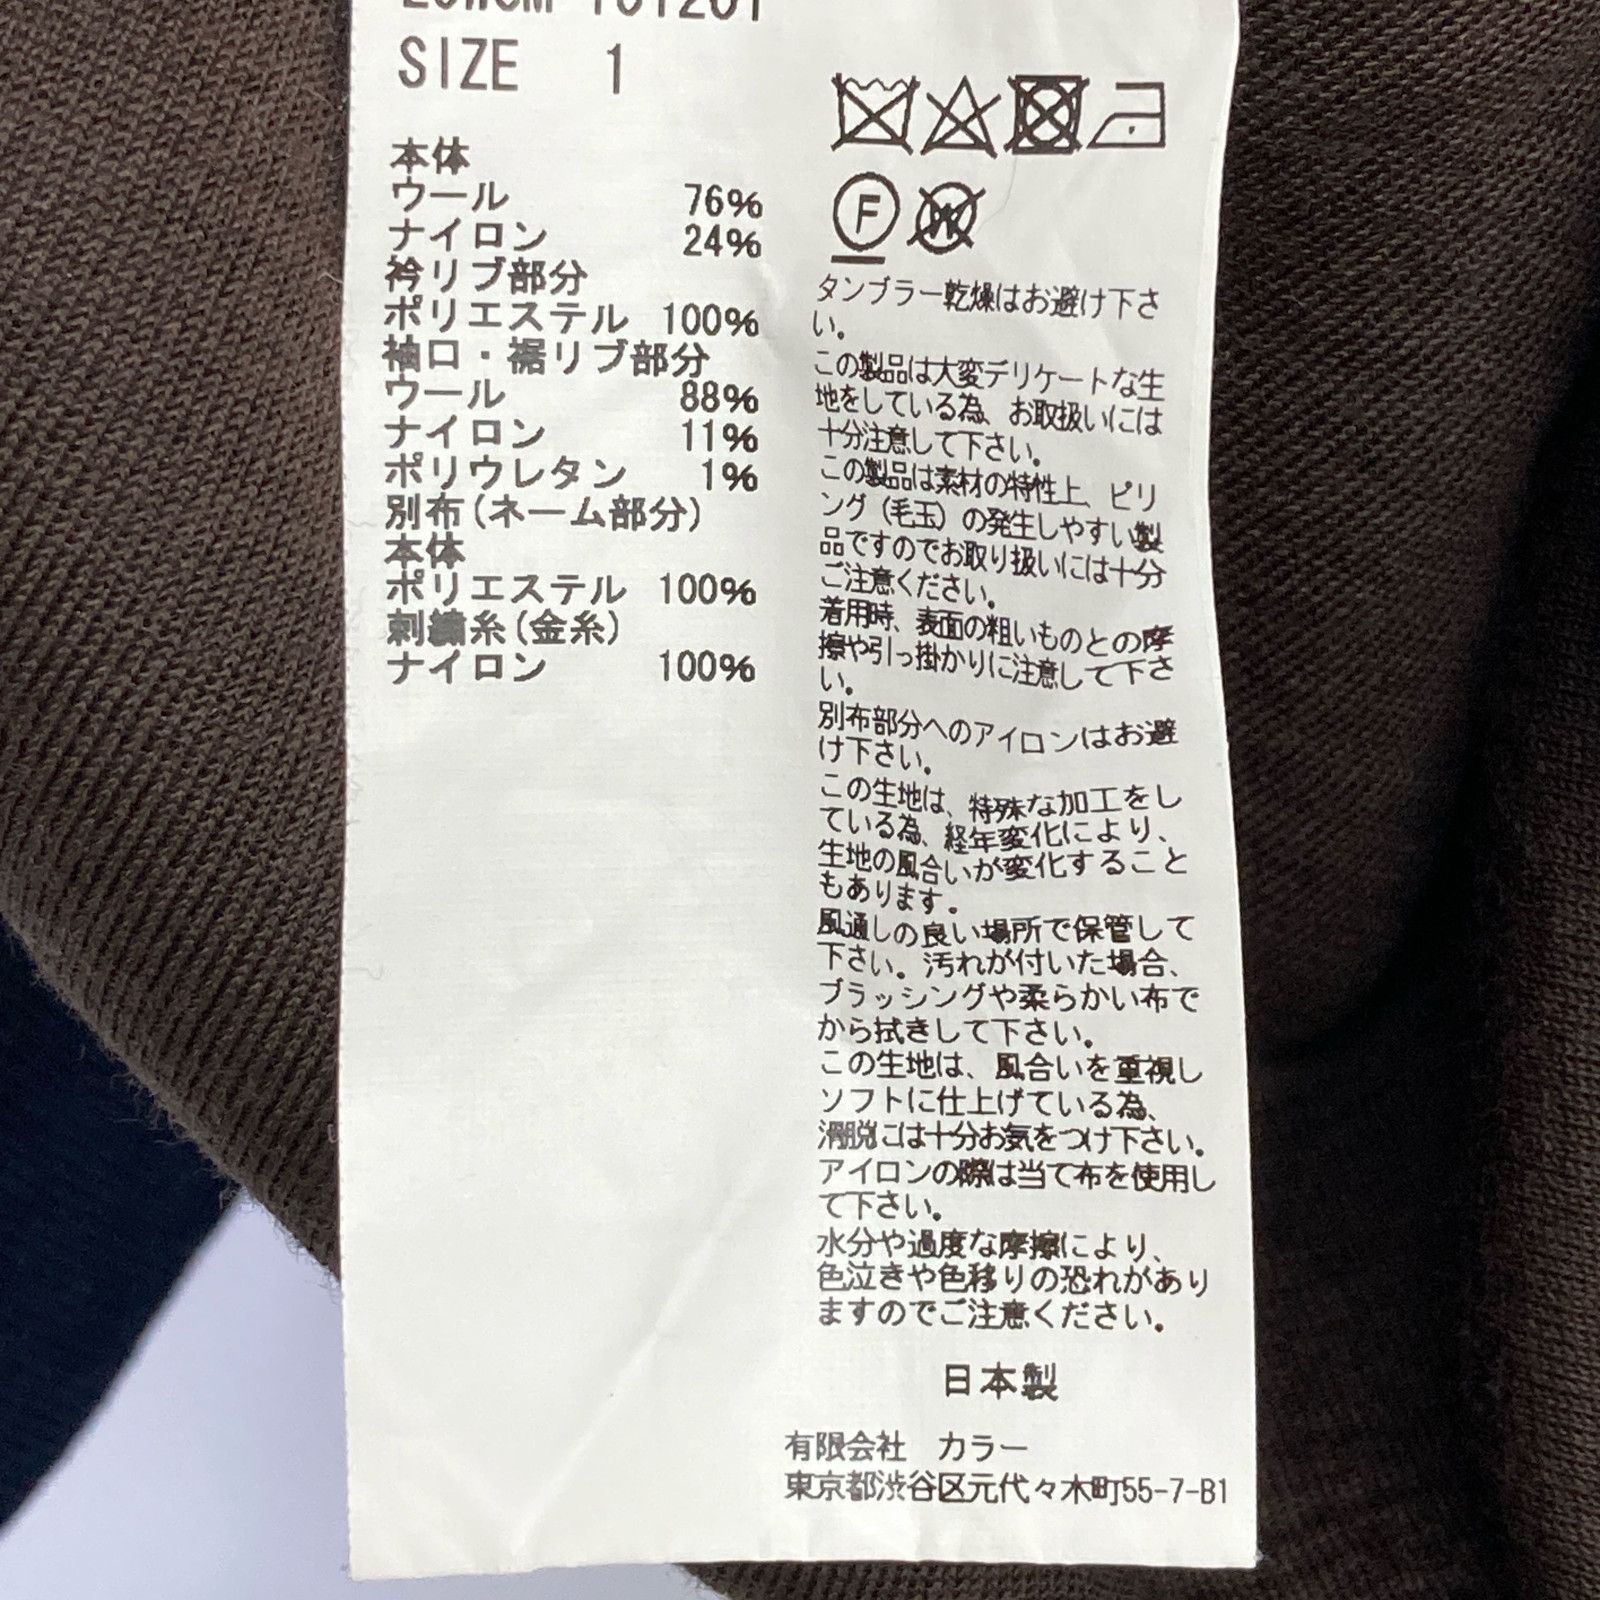 SIZE 1
本体
ウール 76%
ナイロン 24%
衿リブ部分
ポリエステル 100%
袖口・裾リブ部分
ウール 88%
ナイロン 11%
ポリウレタン 1%
別布(ネーム部分)
本体
ポリエステル 100%
刺繍糸(金糸)
ナイロン 100%
F
W
タンブラー乾燥はお避け下さ
い。
この製品は大変デリケートな生
地をしている為、お取扱いには
十分注意して下さい。
この製品は素材の特性上、ピリ
ング(毛玉)の発生しやすい製
品ですのでお取り扱いには十分
ご注意ください。
着用時、表面の粗いものとの摩
擦や引っ掛かりに注意して下さ
い。
別布部分へのアイロンはお避
け下さい。
この生地は、特殊な加工をし
ている為、経年変化により、
生地の風合いが変化すること
もあります。
風通しの良い場所で保管して
下さい。汚れが付いた場合、
ブラッシングや柔らかい布で
から拭きして下さい。
この生地は、風合いを重視し
ソフトに仕上げている為、
滑脱には十分お気をつけ下さい。
アイロンの際は当て布を使用し
て下さい。
水分や過度な摩擦により、
色泣きや色移りの恐れがあり
ますのでご注意ください。
日本製
有限会社 カラー
東京都渋谷区元代々木町55-7-B1